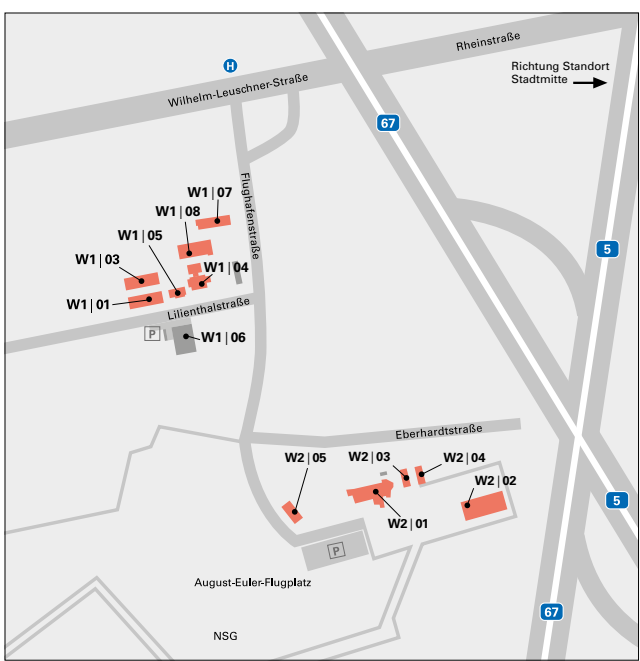 Rheinstraße
H
Richtung Standort
Stadtmitte
Wilhelm-Leuschner-Straße
67
W1 | 07
Flughafenstraße
W1 | 08
W1 | 05
5
W1 | 03
W1 | 04
W1 | 01
Lilienthalstraße
P
W1 | 06
Eberhardtstraße
W2 | 05
W2 | 03
W2 | 04
W2 | 02
5
W2 | 01
P
August-Euler-Flugplatz
67
NSG